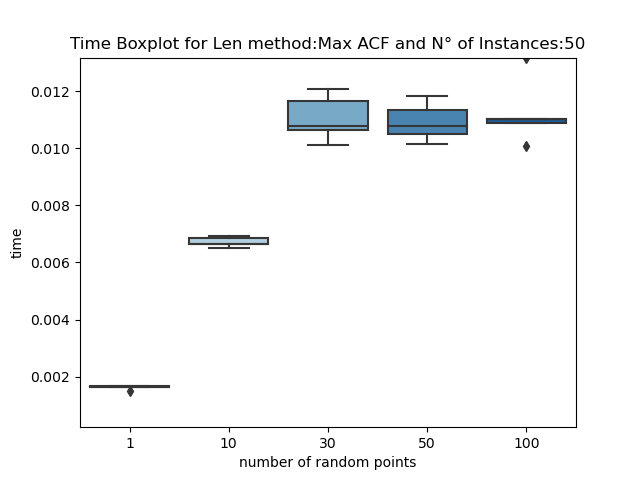 Time Boxplot for Len method:Max ACF and N° of Instances:50
0.012
0.010
0.008
0.006
0.004
0.002
time
1 10 30 50 100
number of random points